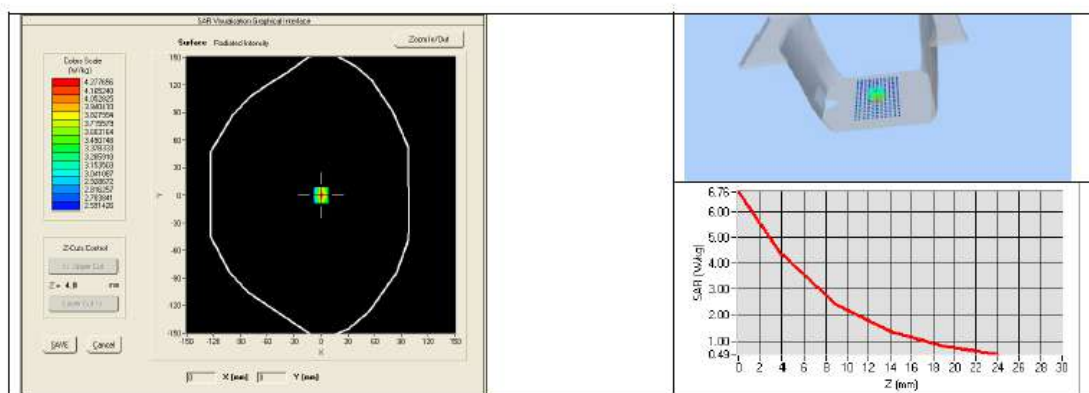 SAR Visualisation Graphical Interface
Surface Radiated Intensity
Zoom In/Out
Colors Scale
(W/kg)
4.277656
4.165240
4.052825
3.940410
3.827994
3.715579
3.603164
3.490748
3.378333
3.265918
3.153503
3.041087
2.928672
2.816257
2.703841
2.591426
150
120
90
60
30
0
-30
-60
-90
-120
-150
Y
-150 -120 -90 -60 -30 0 30 60 90 120 150
X
Z-Cuts Control
Z = 4.0 mm
SAVE
Cancel
0 X (mm) 0 Y (mm)
6.76
6.00
4.00
3.00
2.00
1.00
0.49
SAR (W/kg)
0 2 4 6 8 10 12 14 16 18 20 22 24 26 28 30
Z (mm)